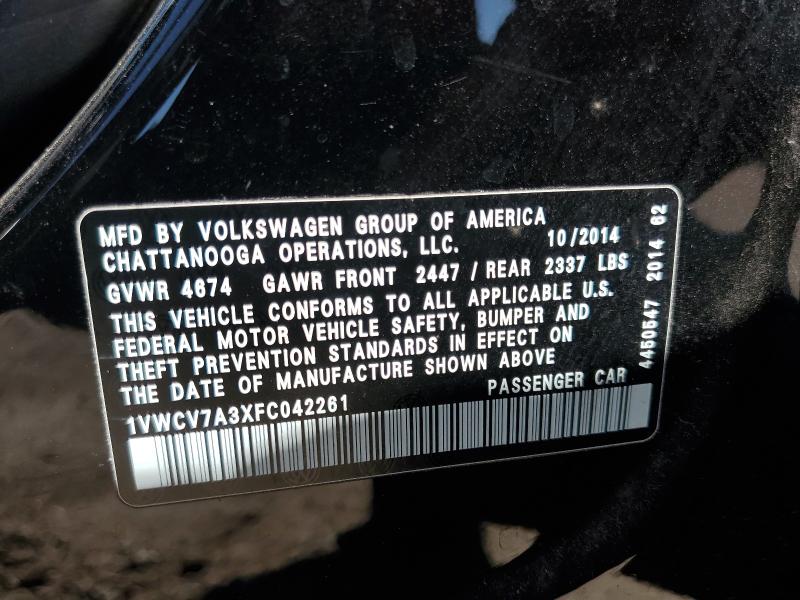 MFD BY VOLKSWAGEN GROUP OF AMERICA
CHATTANOOGA OPERATIONS, LLC. 10/2014
GVWR 4674 GAWR FRONT 2447 / REAR 2337 LBS
THIS VEHICLE CONFORMS TO ALL APPLICABLE U.S.
FEDERAL MOTOR VEHICLE SAFETY, BUMPER AND
THEFT PREVENTION STANDARDS IN EFFECT ON
THE DATE OF MANUFACTURE SHOWN ABOVE
1VWCV7A3XFC042261 PASSENGER CAR
4450547 2014 62